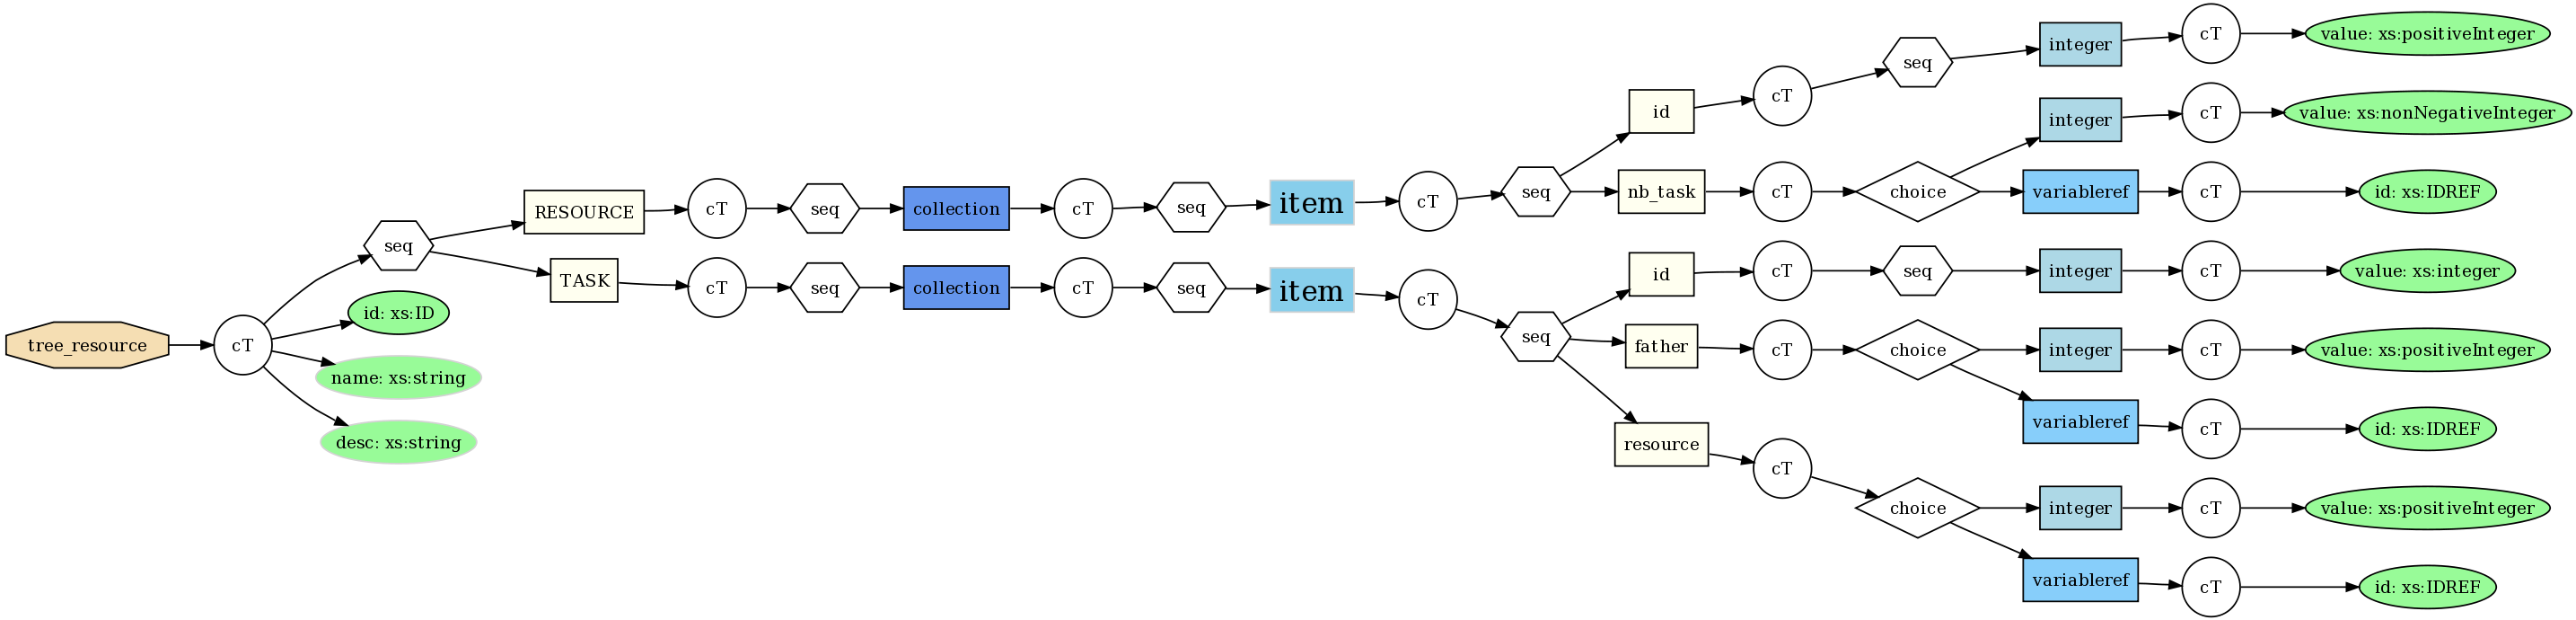 tree_resource
cT
seq
id: xs:ID
name: xs:string
desc: xs:string
RESOURCE
cT
seq
collection
cT
seq
item
cT
seq
id
cT
seq
integer
cT
value: xs:positiveInteger
nb_task
cT
choice
integer
cT
value: xs:nonNegativeInteger
variableref
cT
id: xs:IDREF
TASK
cT
seq
collection
cT
seq
item
cT
seq
id
cT
seq
integer
cT
value: xs:integer
father
cT
choice
integer
cT
value: xs:positiveInteger
variableref
cT
id: xs:IDREF
resource
cT
choice
integer
cT
value: xs:positiveInteger
variableref
cT
id: xs:IDREF